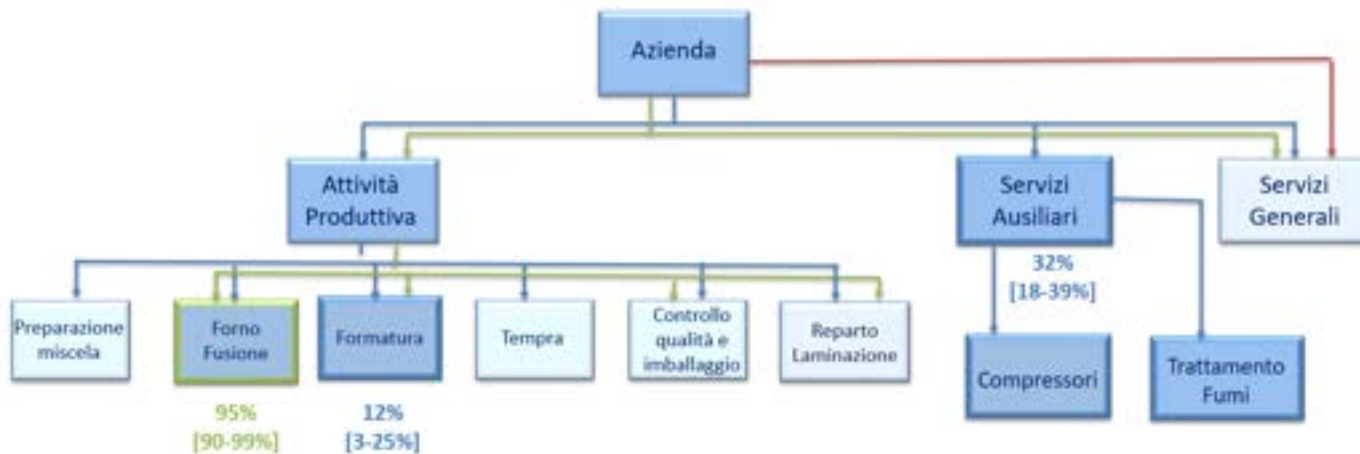 Azienda
Attività
Produttiva
Servizi
Ausiliari
Servizi
Generali
32%
[18-39%]
Preparazione
miscela
Forno
Fusione
Formatura
Tempra
Controllo
qualità e
imballaggio
Reparto
Laminazione
Compressori
Trattamento
Fumi
95%
[90-99%]
12%
[3-25%]